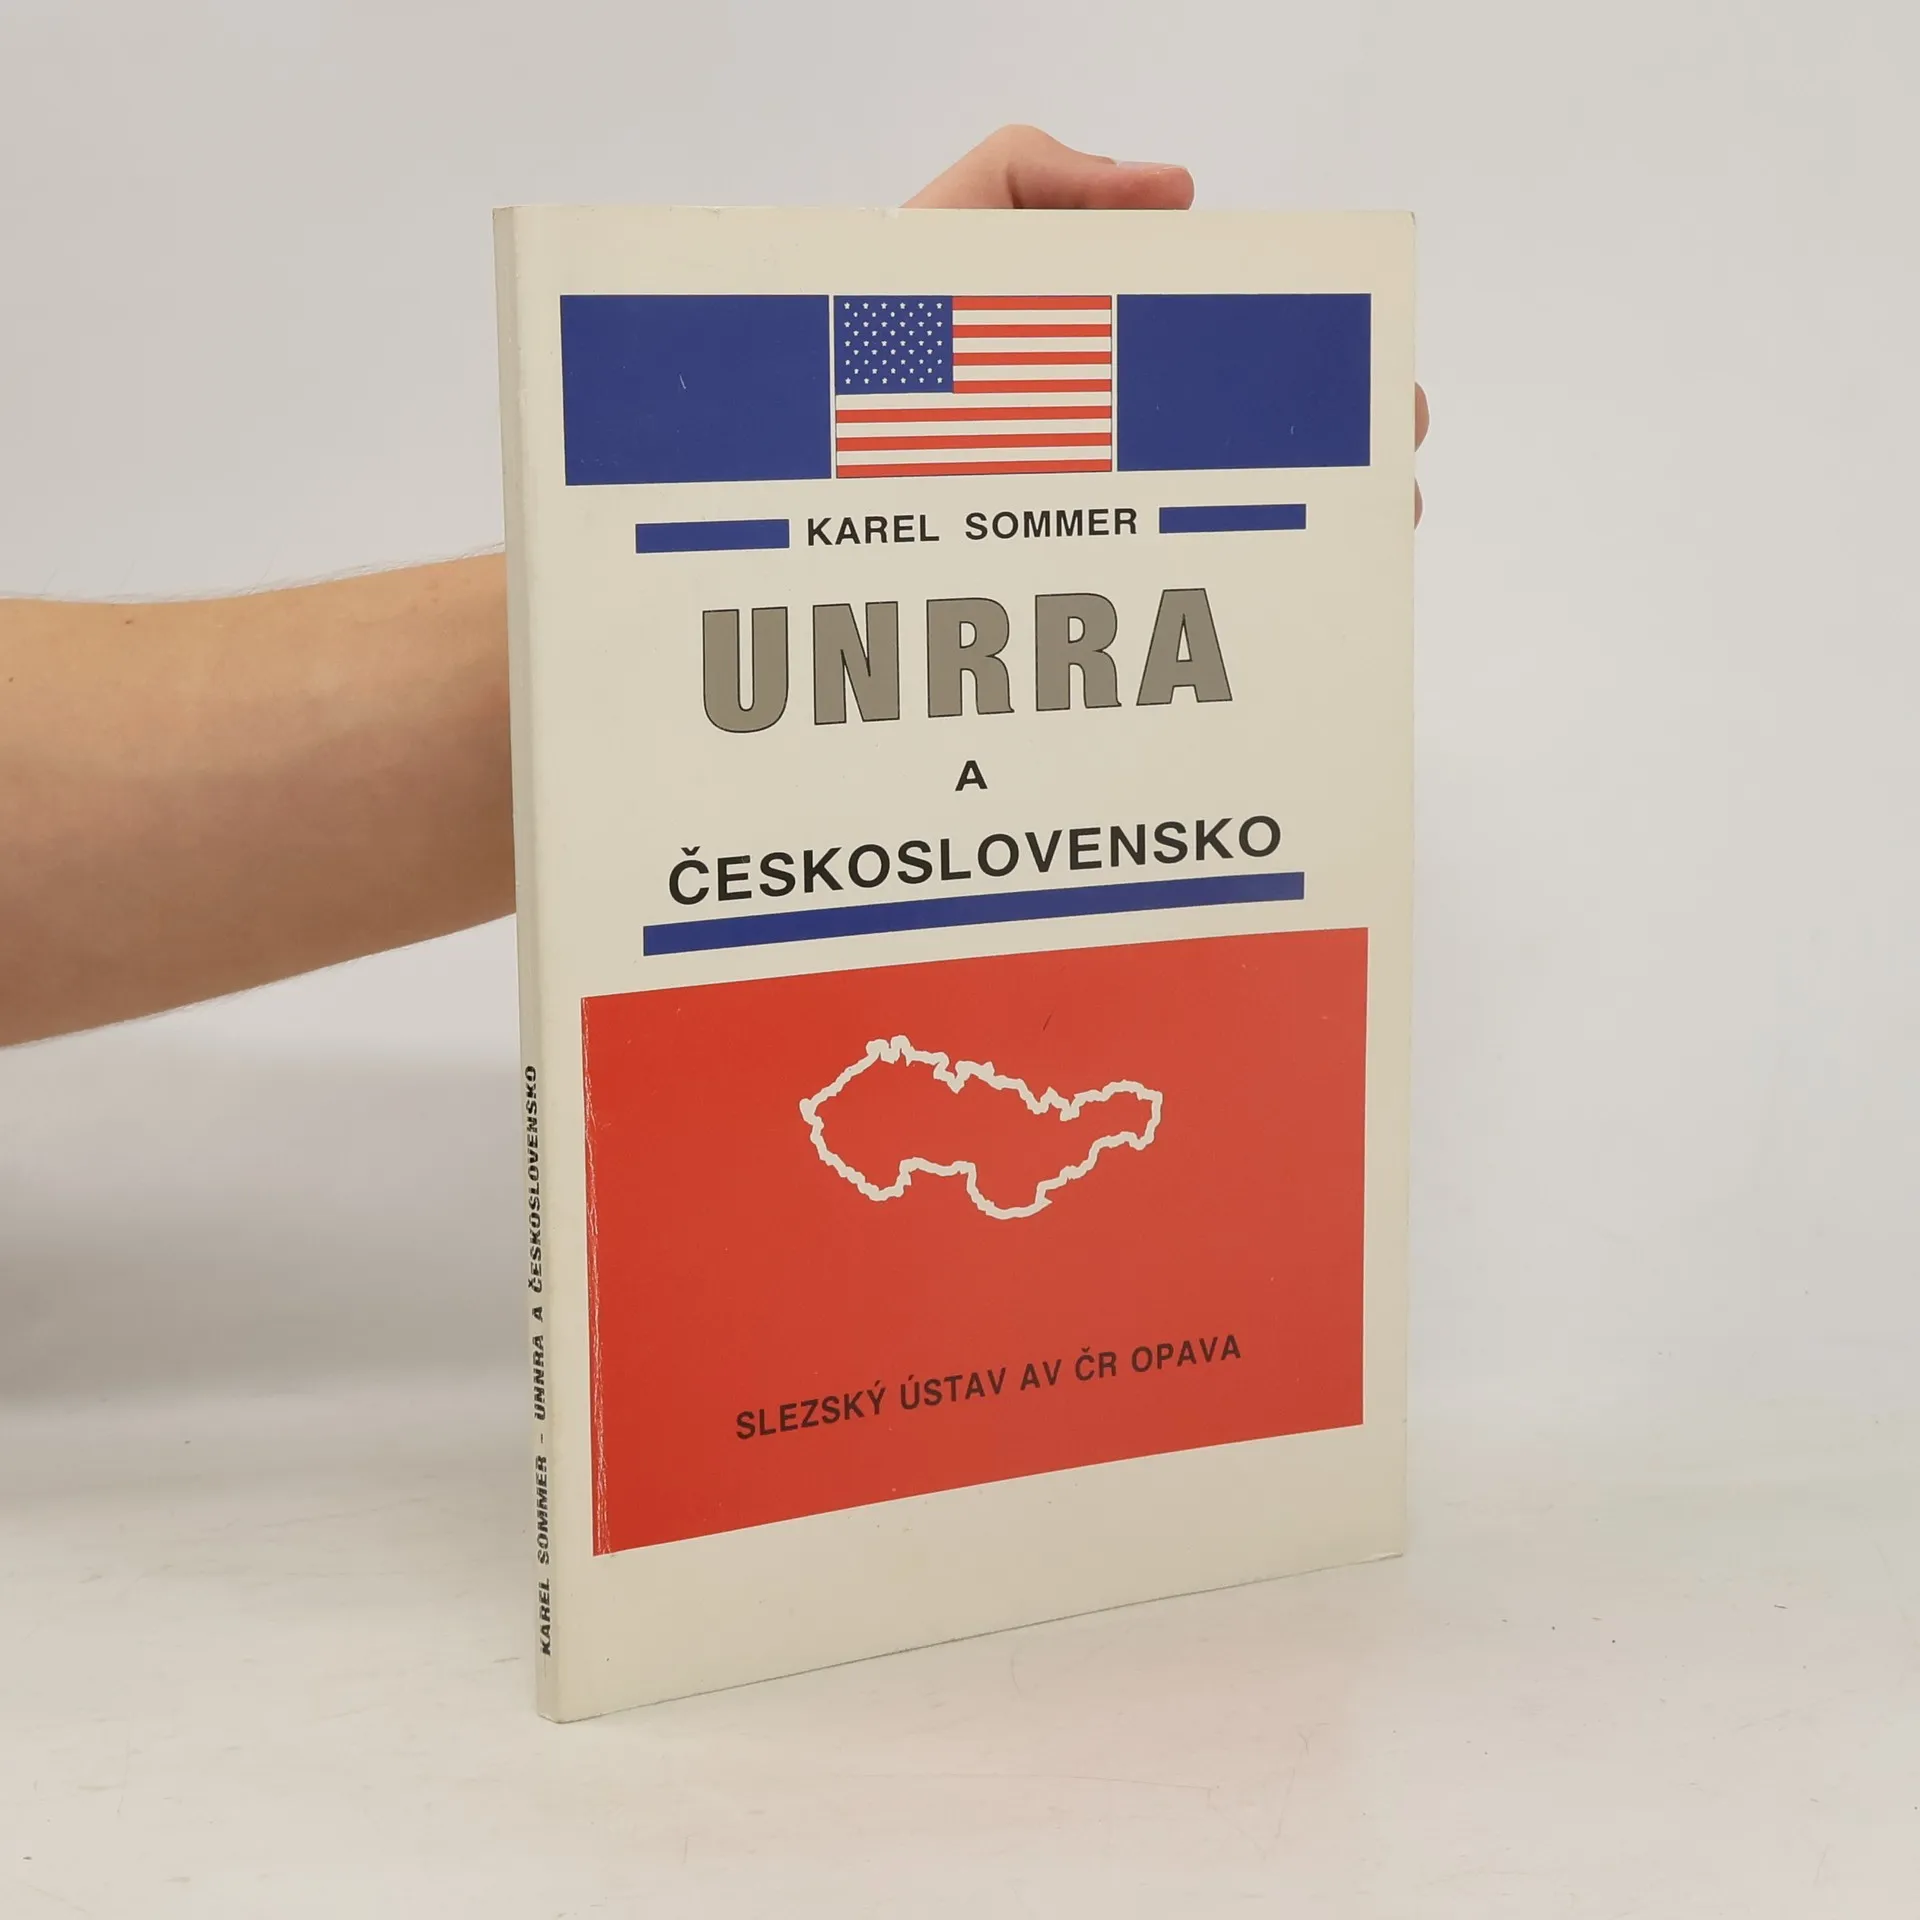 KAREL SOMMER
UNRRA
A
ČESKOSLOVENSKO
SLEZSKÝ ÚSTAV AV ČR OPAVA
KAREL SOMMER - UNRRA A ČESKOSLOVENSKO